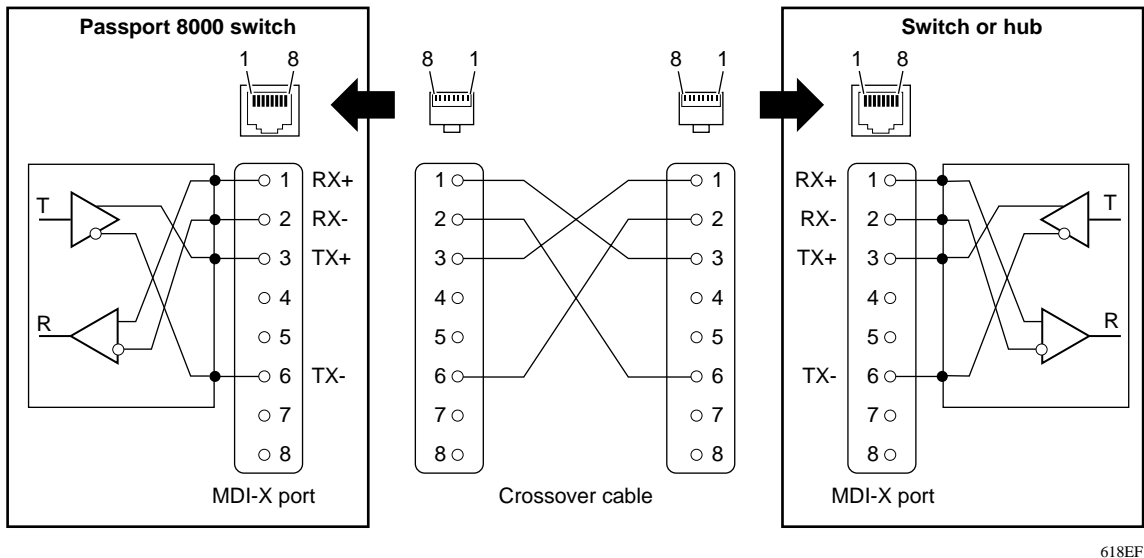 Passport 8000 switch
Switch or hub
1 8
8 1
8 1
1 8
T
R
1 RX+
2 RX-
3 TX+
4
5
6 TX-
7
8
MDI-X port
1
2
3
4
5
6
7
8
1
2
3
4
5
6
7
8
Crossover cable
RX+ 1
RX- 2
TX+ 3
4
5
TX- 6
7
8
T
R
MDI-X port
618EF